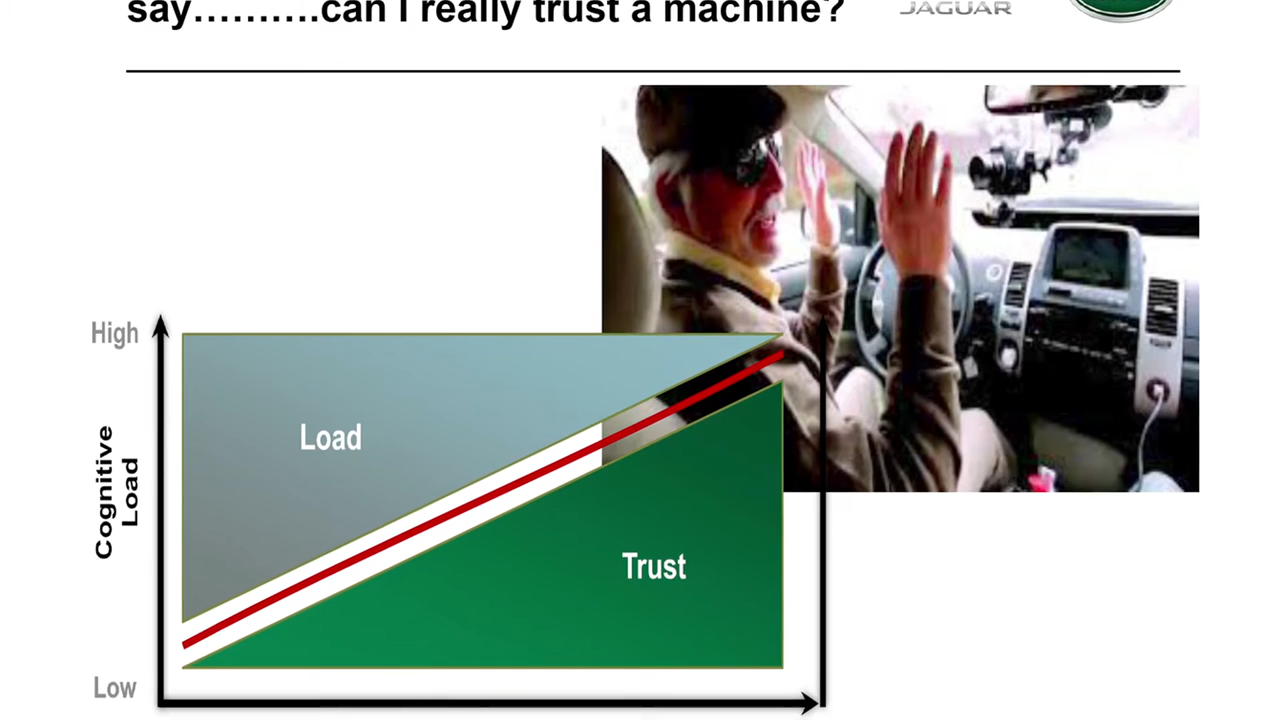 say……….can I really trust a machine?
JAGUAR
High
Load
Cognitive
Load
Trust
Low